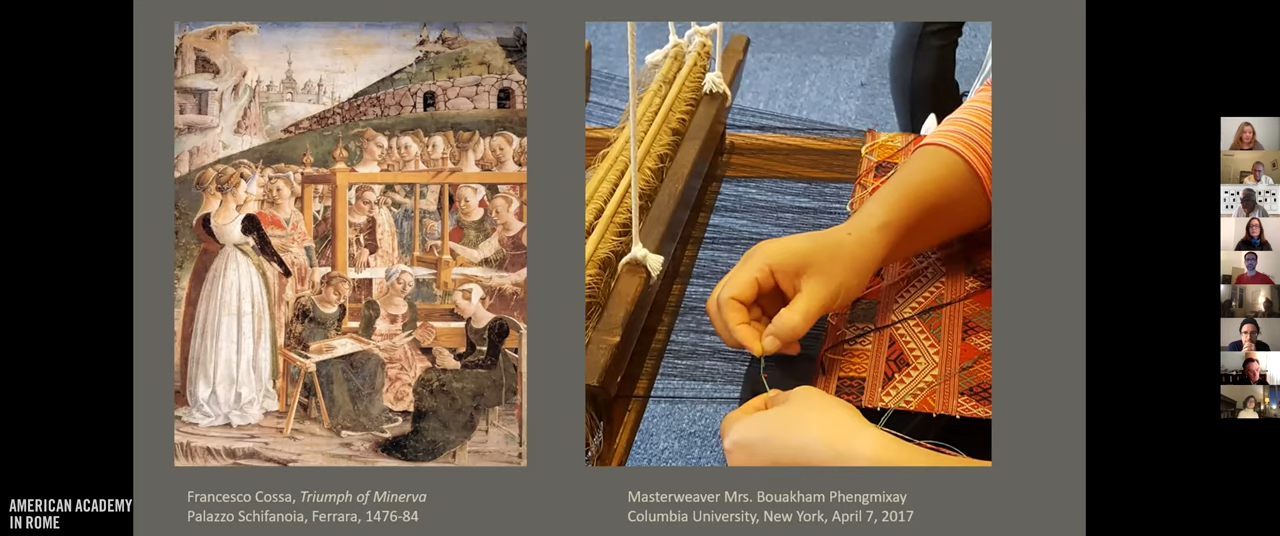 Francesco Cossa, Triumph of Minerva
Palazzo Schifanoia, Ferrara, 1476-84
Masterweaver Mrs. Bouakham Phengmixay
Columbia University, New York, April 7, 2017
AMERICAN ACADEMY
IN ROME